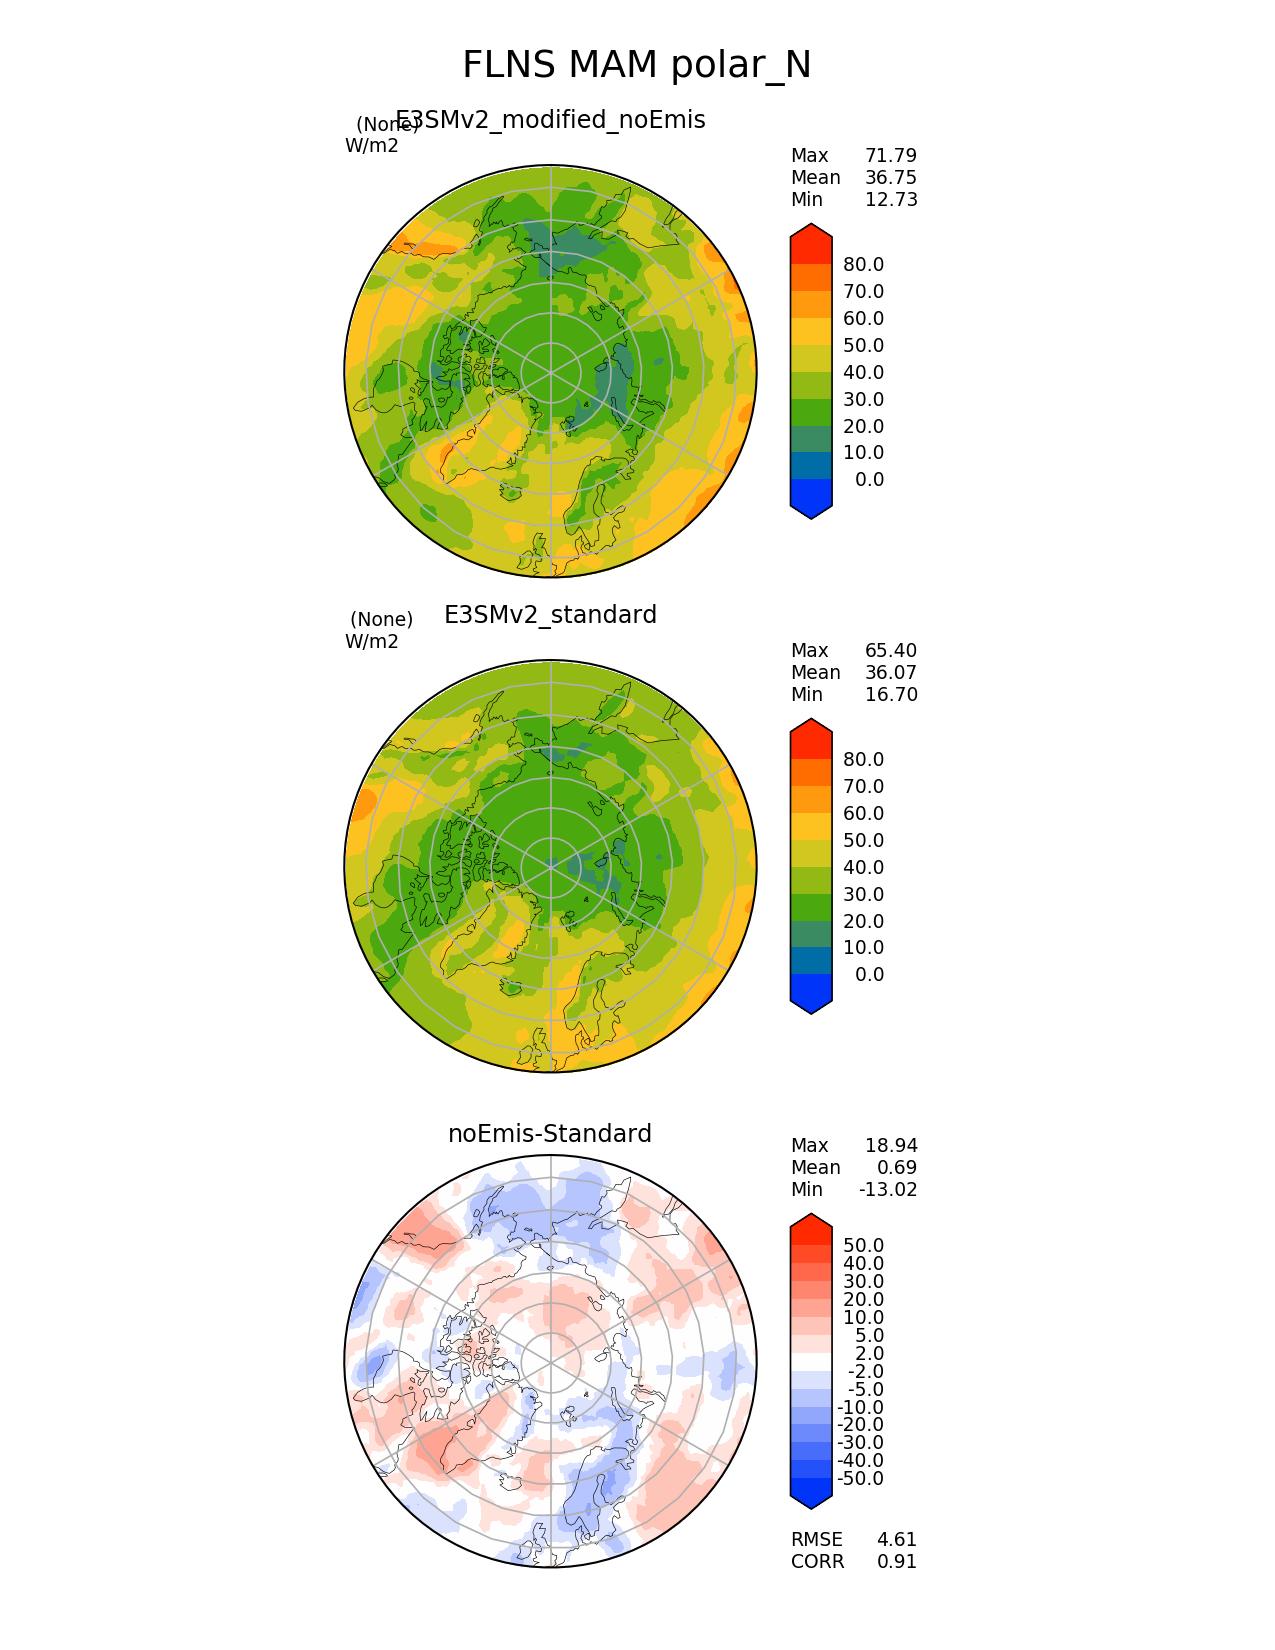 FLNS MAM polar_N
E3SMv2_modified_noEmis
(None)
W/m2
Max 71.79
Mean 36.75
Min 12.73
80.0
70.0
60.0
50.0
40.0
30.0
20.0
10.0
0.0
(None)
E3SMv2_standard
W/m2
Max 65.40
Mean 36.07
Min 16.70
80.0
70.0
60.0
50.0
40.0
30.0
20.0
10.0
0.0
noEmis-Standard
Max 18.94
Mean 0.69
Min -13.02
50.0
40.0
30.0
20.0
10.0
5.0
2.0
-2.0
-5.0
-10.0
-20.0
-30.0
-40.0
-50.0
RMSE 4.61
CORR 0.91